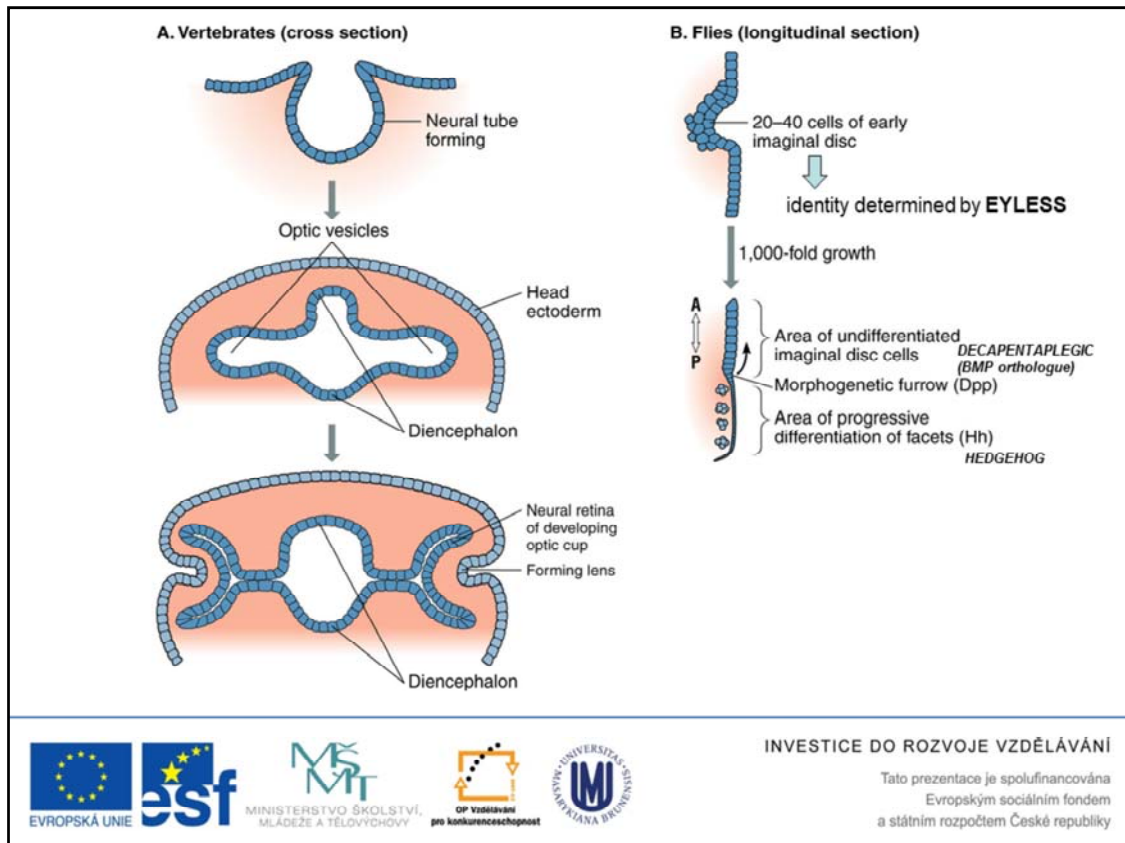 A. Vertebrates (cross section)
Neural tube
forming
Optic vesicles
Head
ectoderm
Diencephalon
Neural retina
of developing
optic cup
Forming lens
Diencephalon
B. Flies (longitudinal section)
20–40 cells of early
imaginal disc
identity determined by EYLESS
1,000-fold growth
A
P
Area of undifferentiated
imaginal disc cells
DECAPENTAPLEGIC
(BMP orthologue)
Morphogenetic furrow (Dpp)
Area of progressive
differentiation of facets (Hh)
HEDGEHOG
EVROPSKÁ UNIE
esf
MŠMT
MINISTERSTVO ŠKOLSTVÍ,
MLÁDEŽE A TĚLOVÝCHOVY
OP Vzdělávání
pro konkurenceschopnost
UNIVERSITAS
MASARYKIANA BRUNENSIS
INVESTICE DO ROZVOJE VZDĚLÁVÁNÍ
Tato prezentace je spolufinancována
Evropským sociálním fondem
a státním rozpočtem České republiky